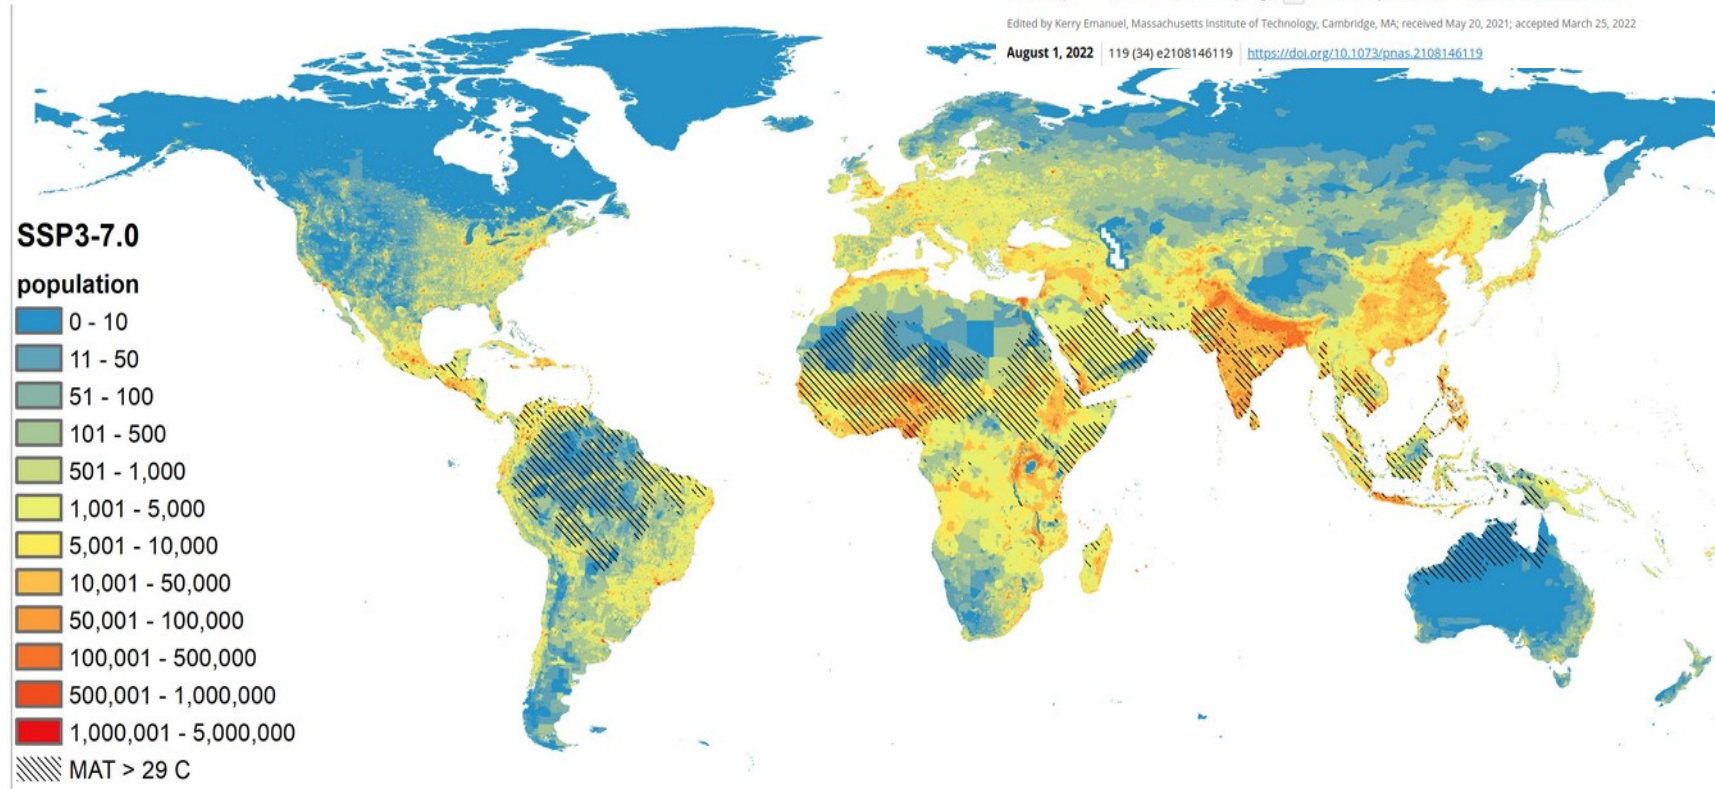 Edited by Kerry Emanuel, Massachusetts Institute of Technology, Cambridge, MA; received May 20, 2021; accepted March 25, 2022
August 1, 2022 | 119 (34) e2108146119 | https://doi.org/10.1073/pnas.2108146119
SSP3-7.0
population
0 - 10
11 - 50
51 - 100
101 - 500
501 - 1,000
1,001 - 5,000
5,001 - 10,000
10,001 - 50,000
50,001 - 100,000
100,001 - 500,000
500,001 - 1,000,000
1,000,001 - 5,000,000
MAT > 29 C